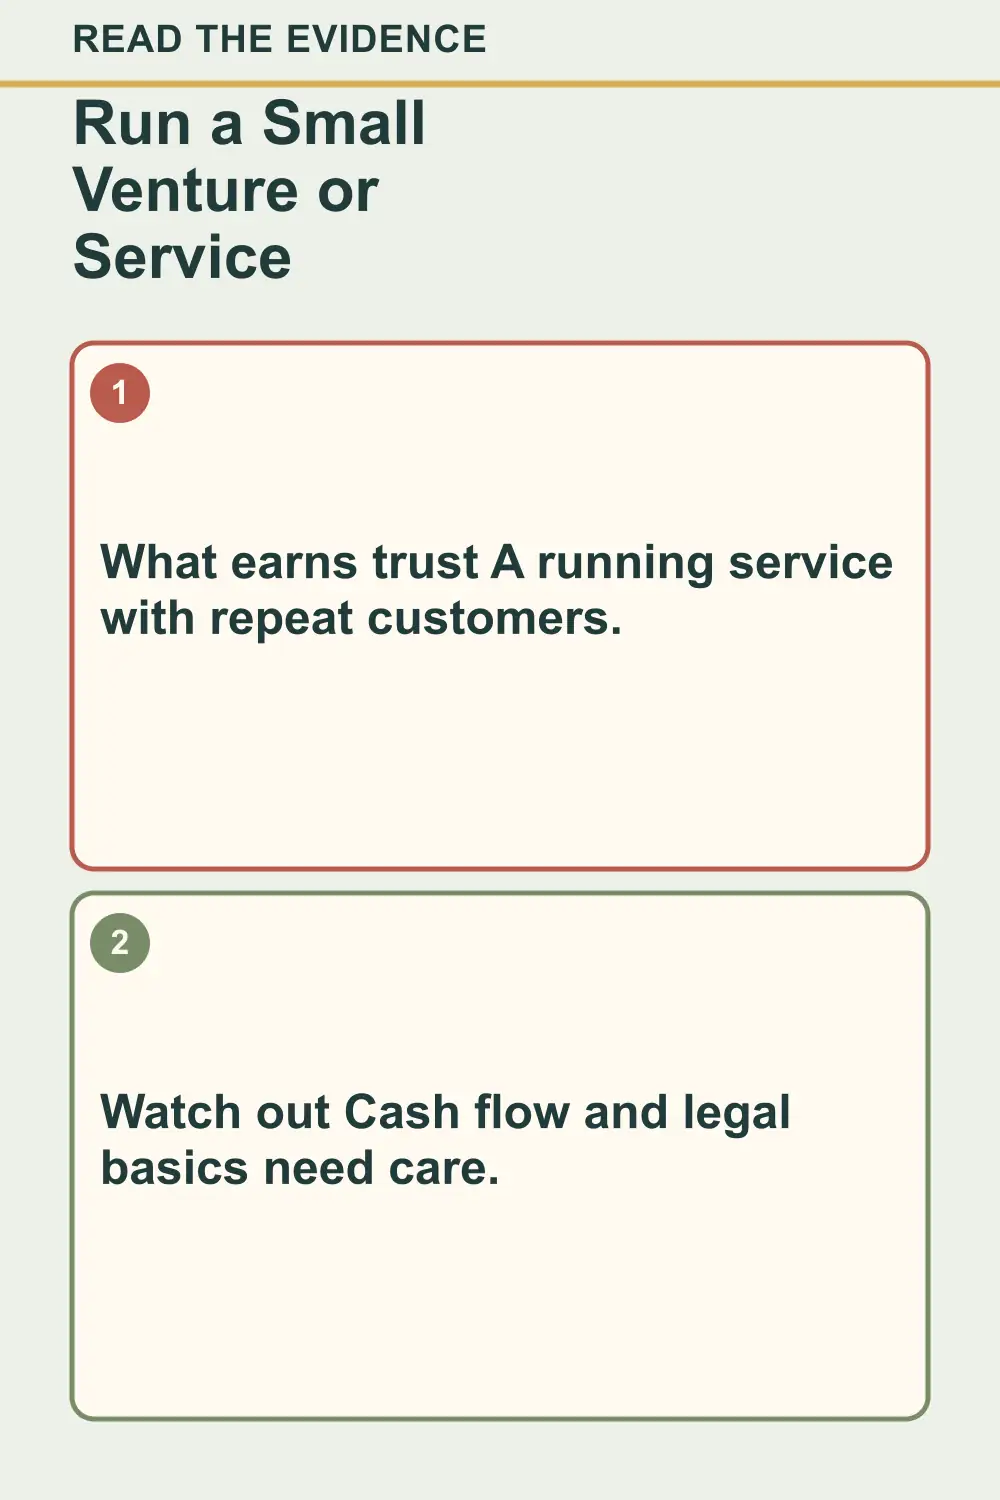 READ THE EVIDENCE
Run a Small
Venture or
Service
1
What earns trust A running service
with repeat customers.
2
Watch out Cash flow and legal
basics need care.